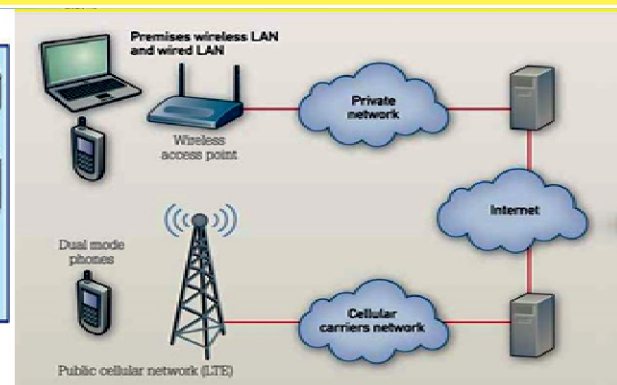 Premises wireless LAN
and wired LAN
Wireless
access point
Private
network
Internet
Dual mode
phones
Cellular
carriers network
Public cellular network (LTE)